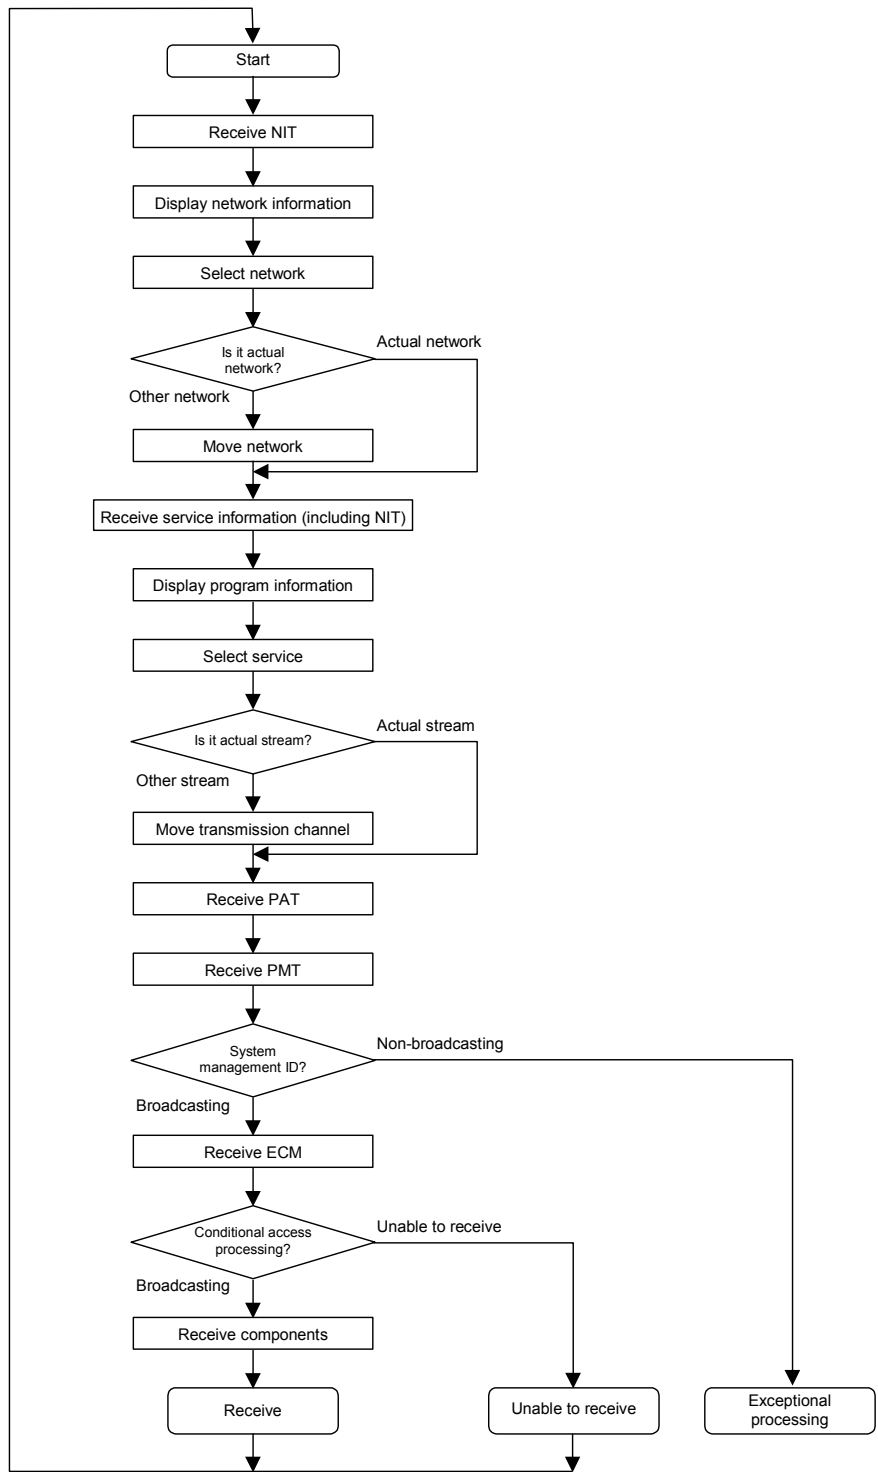 Start
Receive NIT
Display network information
Select network
Is it actual
network?
Actual network
Other network
Move network
Receive service information (including NIT)
Display program information
Select service
Is it actual stream?
Actual stream
Other stream
Move transmission channel
Receive PAT
Receive PMT
System
management ID?
Non-broadcasting
Broadcasting
Receive ECM
Conditional access
processing?
Unable to receive
Broadcasting
Receive components
Receive
Unable to receive
Exceptional
processing